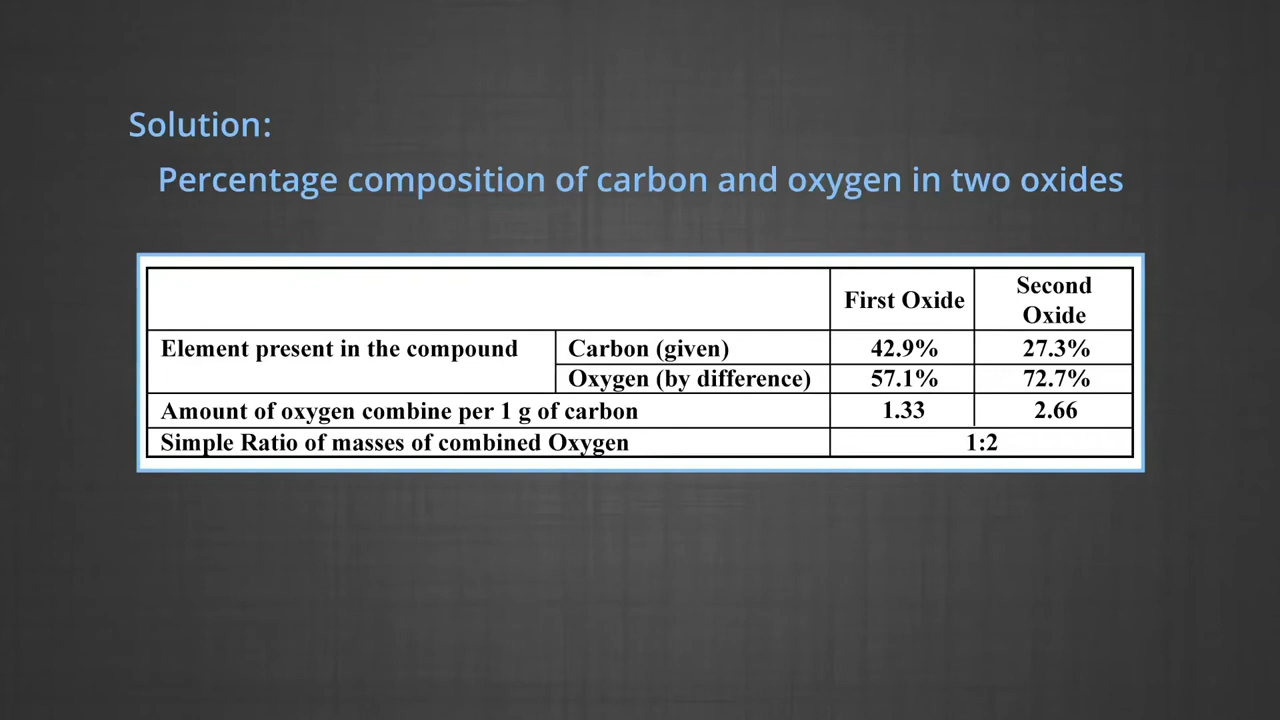 Solution:
Percentage composition of carbon and oxygen in two oxides
First Oxide
Second
Oxide
Element present in the compound
Carbon (given)
42.9%
27.3%
Oxygen (by difference)
57.1%
72.7%
Amount of oxygen combine per 1 g of carbon
1.33
2.66
Simple Ratio of masses of combined Oxygen
1:2